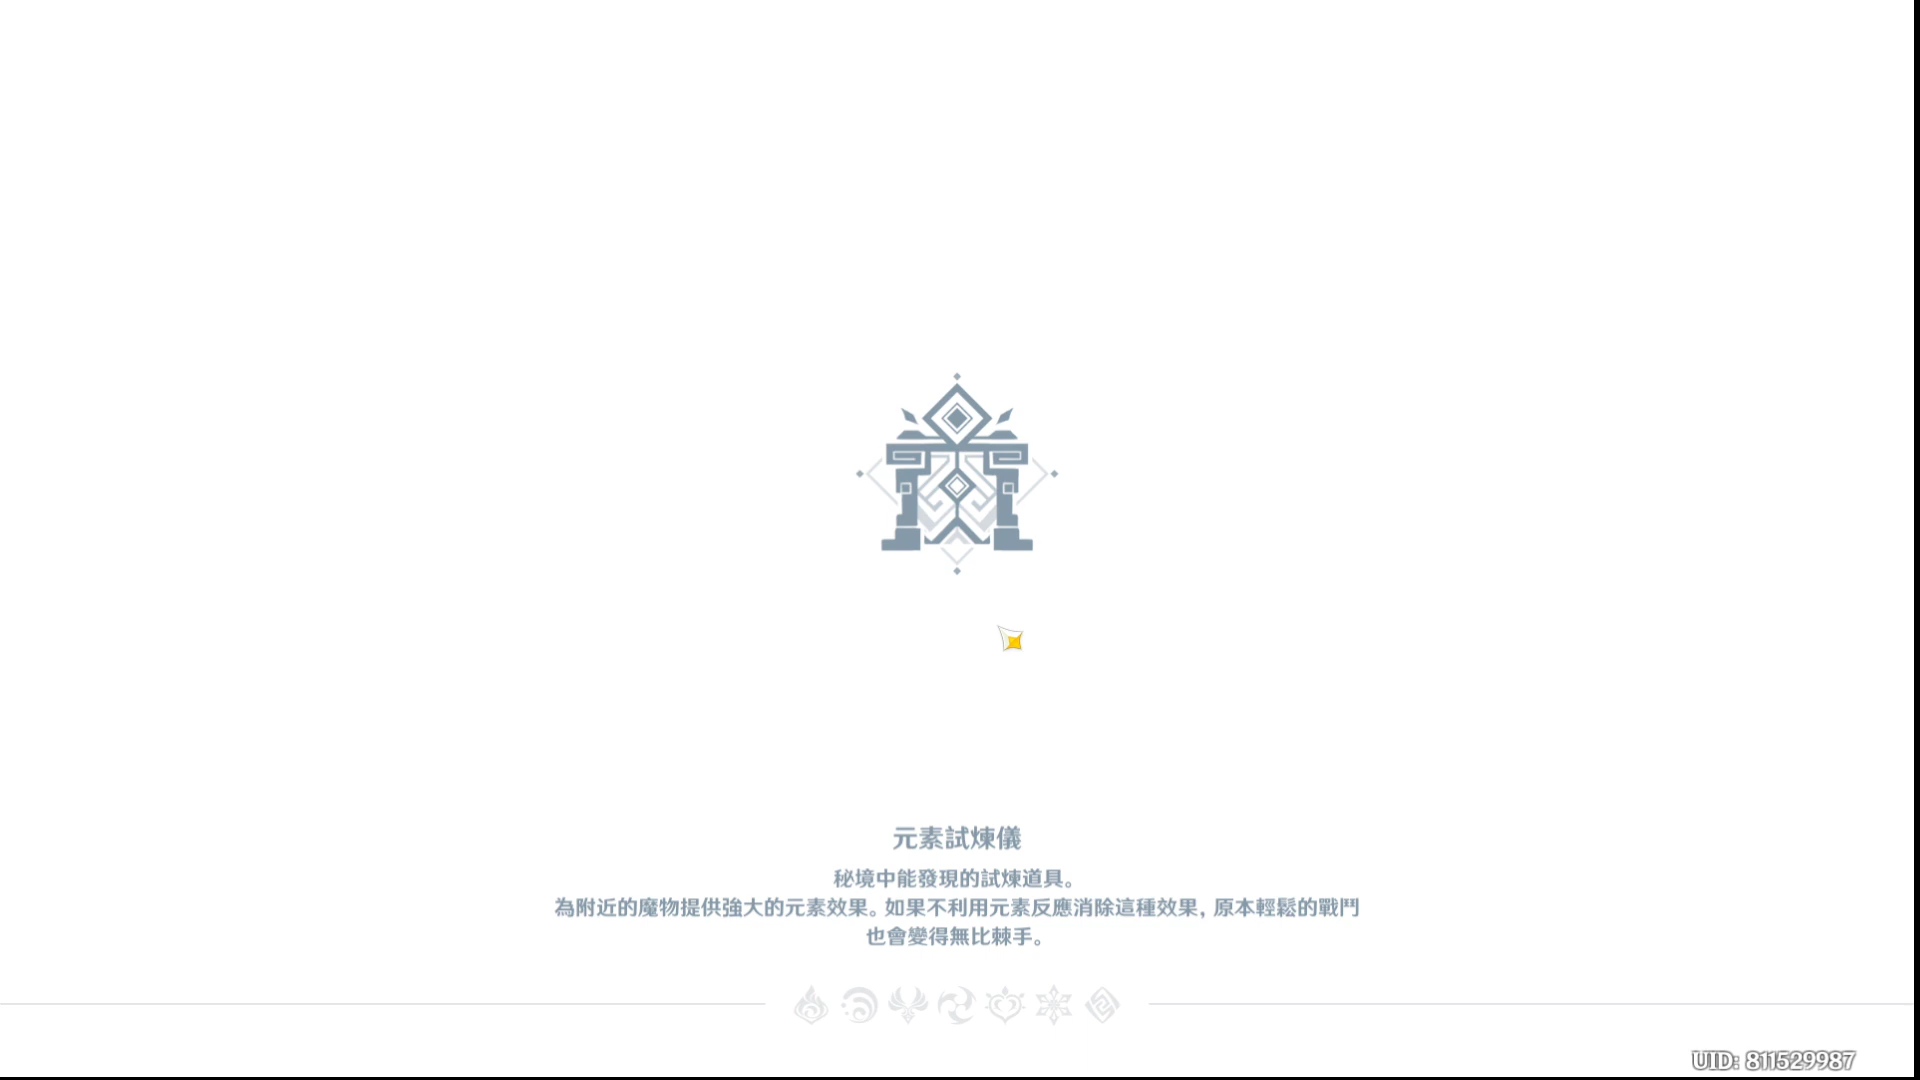 元素試煉儀
秘境中能發現的試煉道具。
為附近的魔物提供強大的元素效果。如果不利用元素反應消除這種效果，原本輕鬆的戰鬥
也會變得無比棘手。
UID: 811529987